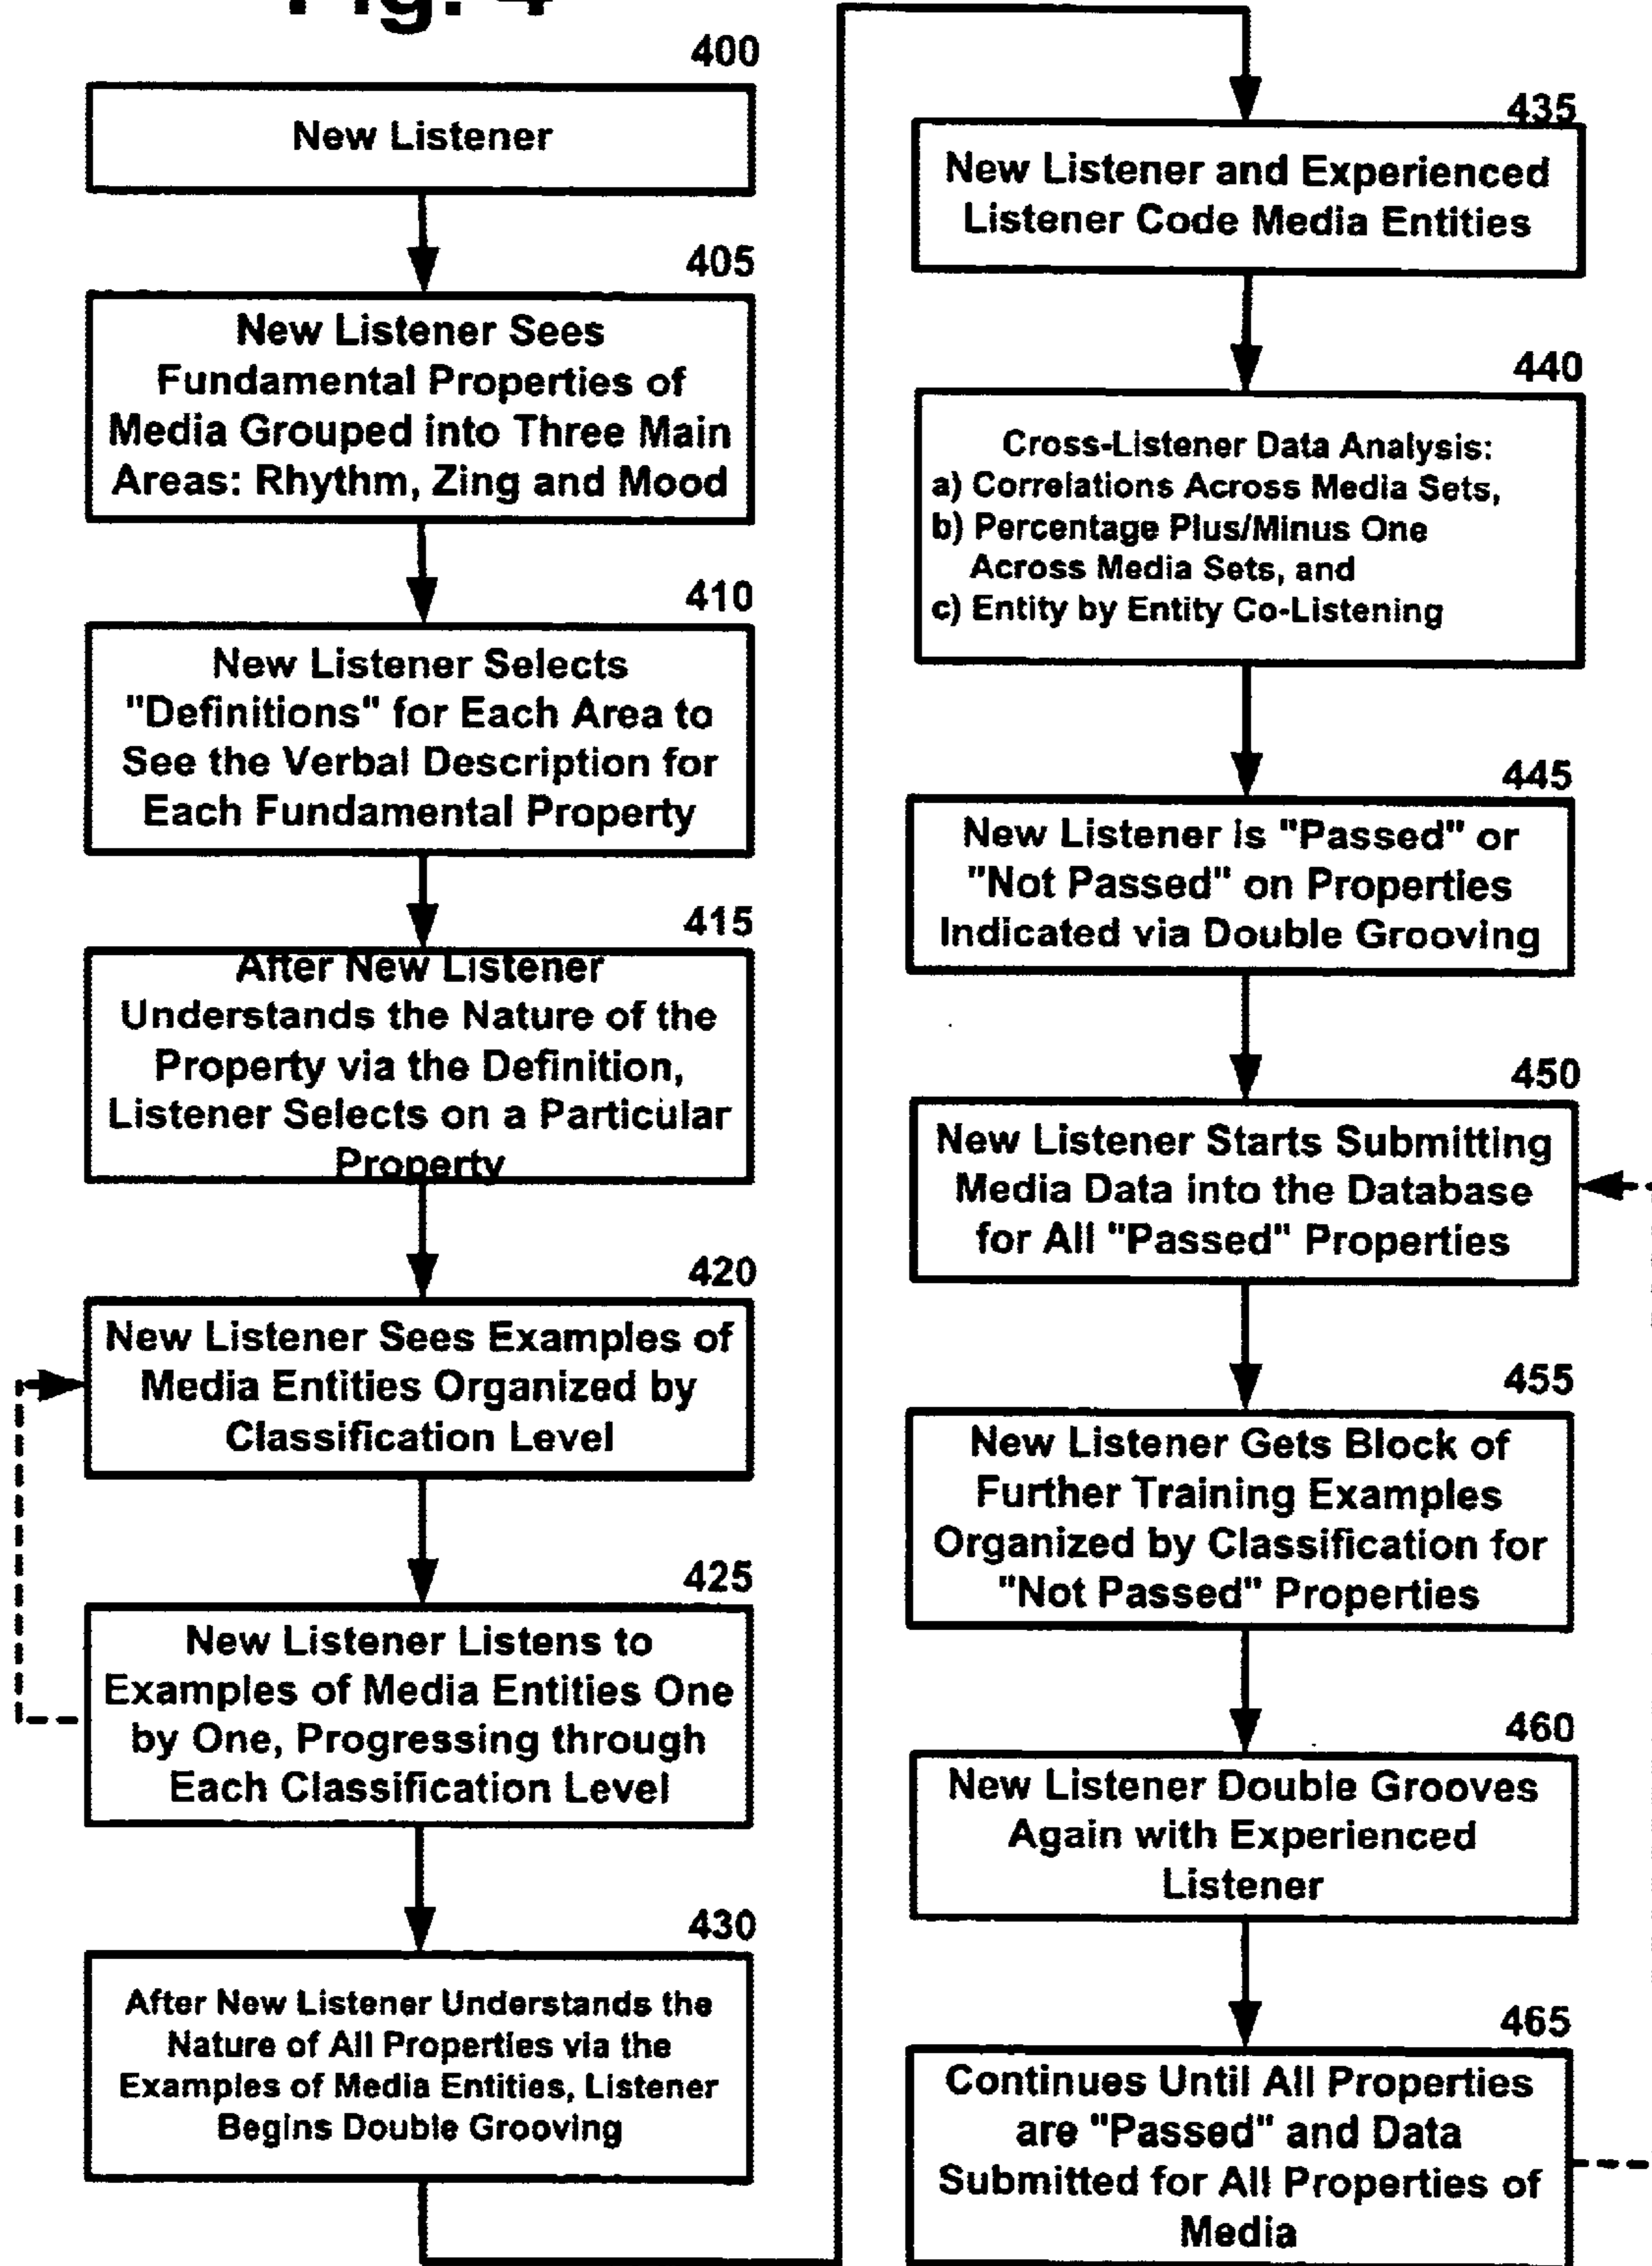 Fig. 4
400
New Listener
405
New Listener Sees
Fundamental Properties of
Media Grouped into Three Main
Areas: Rhythm, Zing and Mood
410
New Listener Selects
"Definitions" for Each Area to
See the Verbal Description for
Each Fundamental Property
415
After New Listener
Understands the Nature of the
Property via the Definition,
Listener Selects on a Particular
Property
420
New Listener Sees Examples of
Media Entities Organized by
Classification Level
425
New Listener Listens to
Examples of Media Entities One
by One, Progressing through
Each Classification Level
430
After New Listener Understands the
Nature of All Properties via the
Examples of Media Entities, Listener
Begins Double Grooving
435
New Listener and Experienced
Listener Code Media Entities
440
Cross-Listener Data Analysis:
a) Correlations Across Media Sets,
b) Percentage Plus/Minus One
Across Media Sets, and
c) Entity by Entity Co-Listening
445
New Listener is "Passed" or
"Not Passed" on Properties
Indicated via Double Grooving
450
New Listener Starts Submitting
Media Data into the Database
for All "Passed" Properties
455
New Listener Gets Block of
Further Training Examples
Organized by Classification for
"Not Passed" Properties
460
New Listener Double Grooves
Again with Experienced
Listener
465
Continues Until All Properties
are "Passed" and Data
Submitted for All Properties of
Media